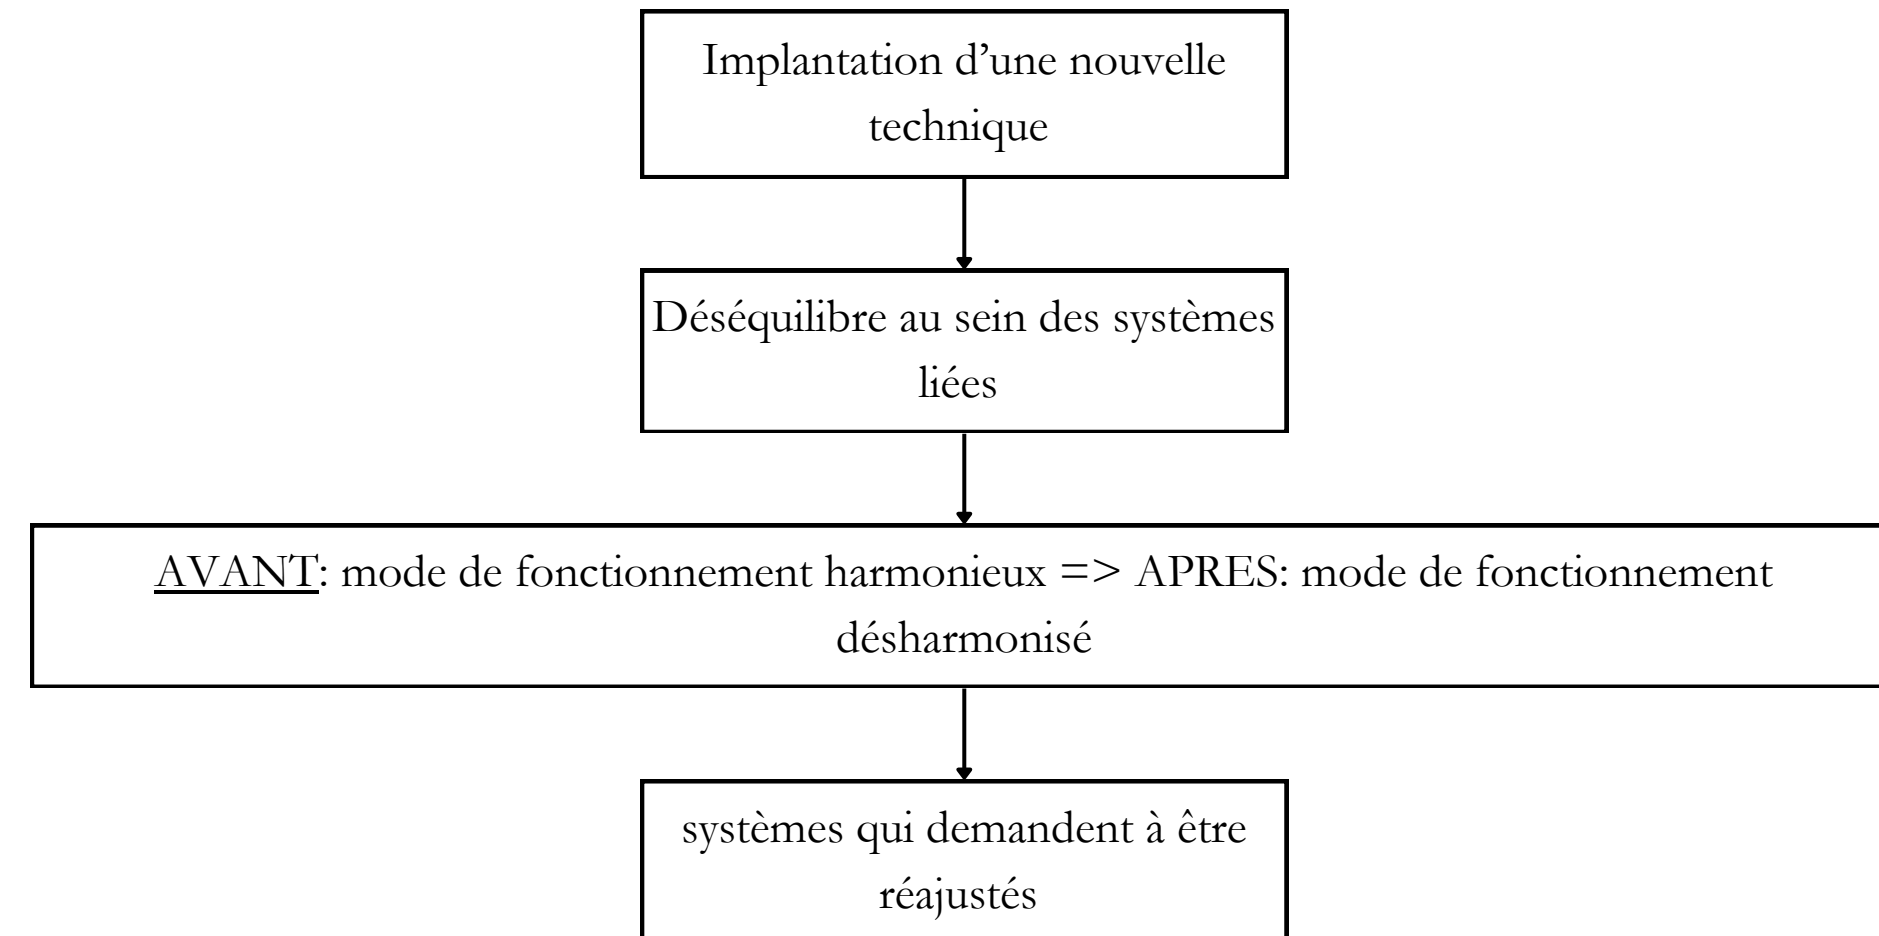 Implantation d’une nouvelle
technique
Déséquilibre au sein des systèmes
liées
AVANT: mode de fonctionnement harmonieux => APRES: mode de fonctionnement
désharmonisé
systèmes qui demandent à être
réajustés